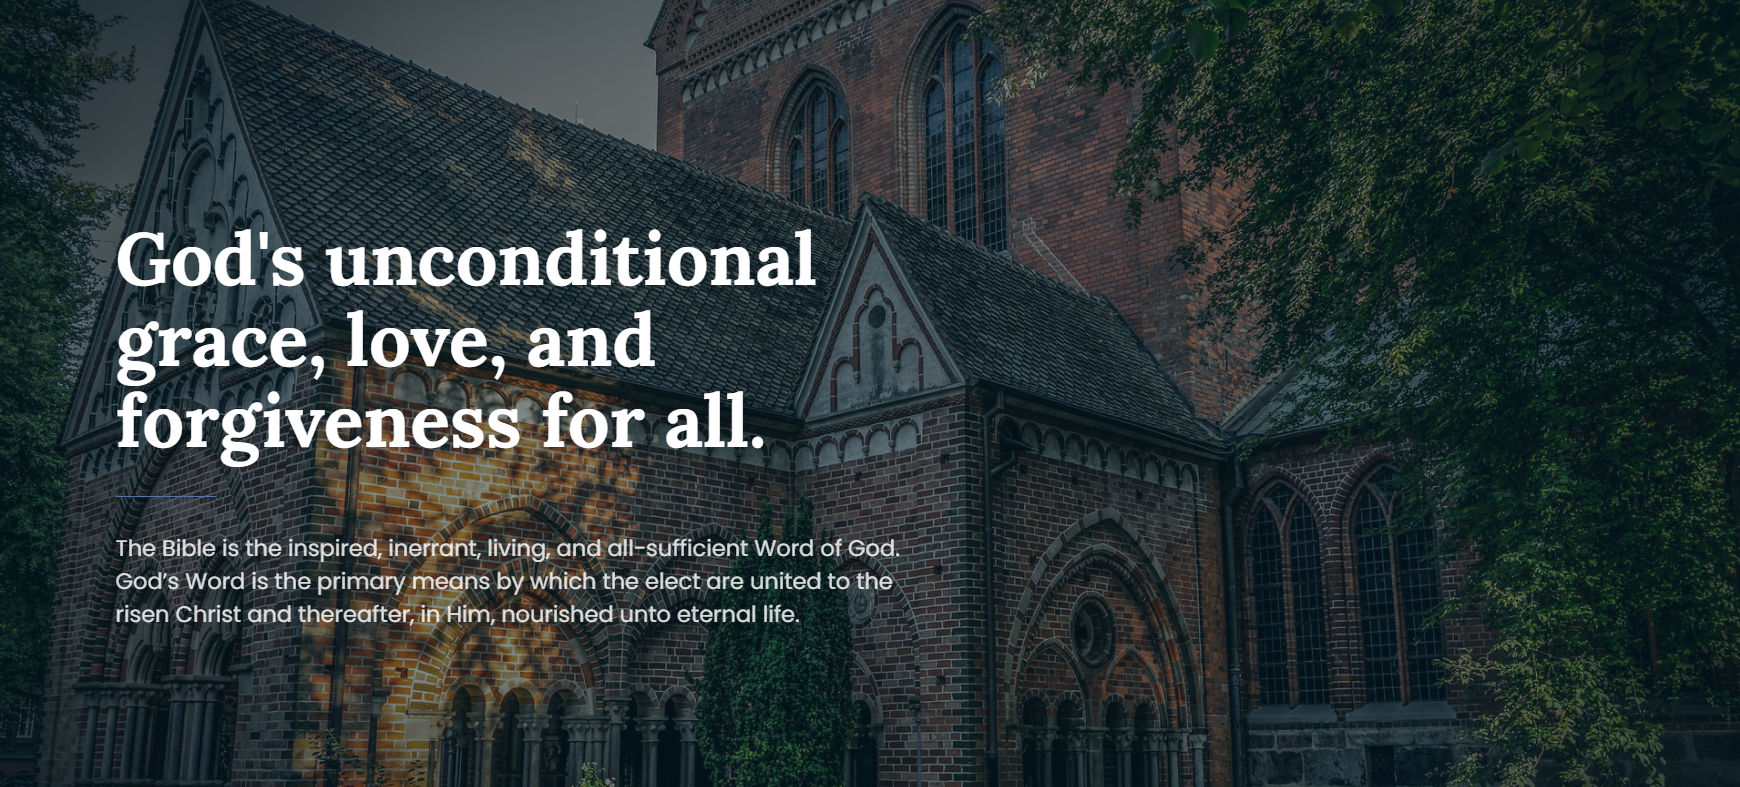 God's unconditional
grace, love, and
forgiveness for all.
The Bible is the inspired, inerrant, living, and all-sufficient Word of God.
God’s Word is the primary means by which the elect are united to the
risen Christ and thereafter, in Him, nourished unto eternal life.